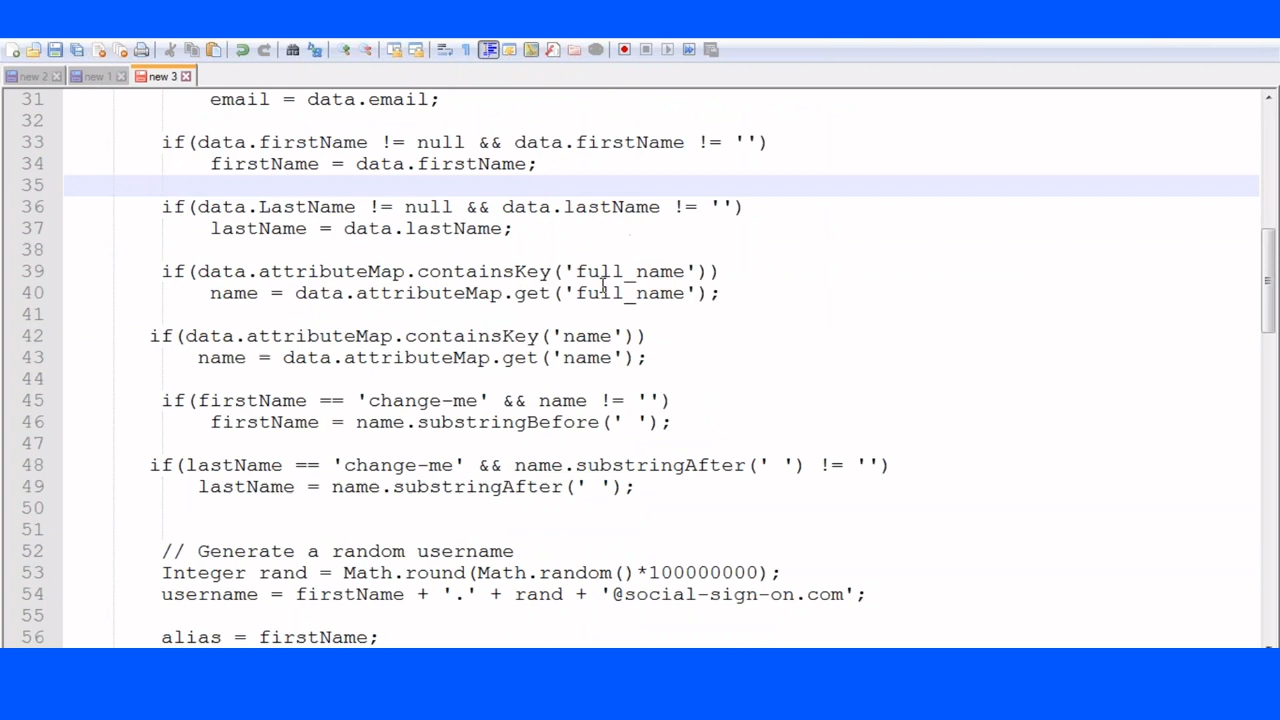 new 2
new 1
new 3
31 email = data.email;
32
33 if(data.firstName != null && data.firstName != '')
34 firstName = data.firstName;
35
36 if(data.LastName != null && data.lastName != '')
37 lastName = data.lastName;
38
39 if(data.attributeMap.containsKey('full_name'))
40 name = data.attributeMap.get('full_name');
41
42 if(data.attributeMap.containsKey('name'))
43 name = data.attributeMap.get('name');
44
45 if(firstName == 'change-me' && name != '')
46 firstName = name.substringBefore(' ');
47
48 if(lastName == 'change-me' && name.substringAfter(' ') != '')
49 lastName = name.substringAfter(' ');
50
51
52 // Generate a random username
53 Integer rand = Math.round(Math.random()*100000000);
54 username = firstName + '.' + rand + '@social-sign-on.com';
55
56 alias = firstName;